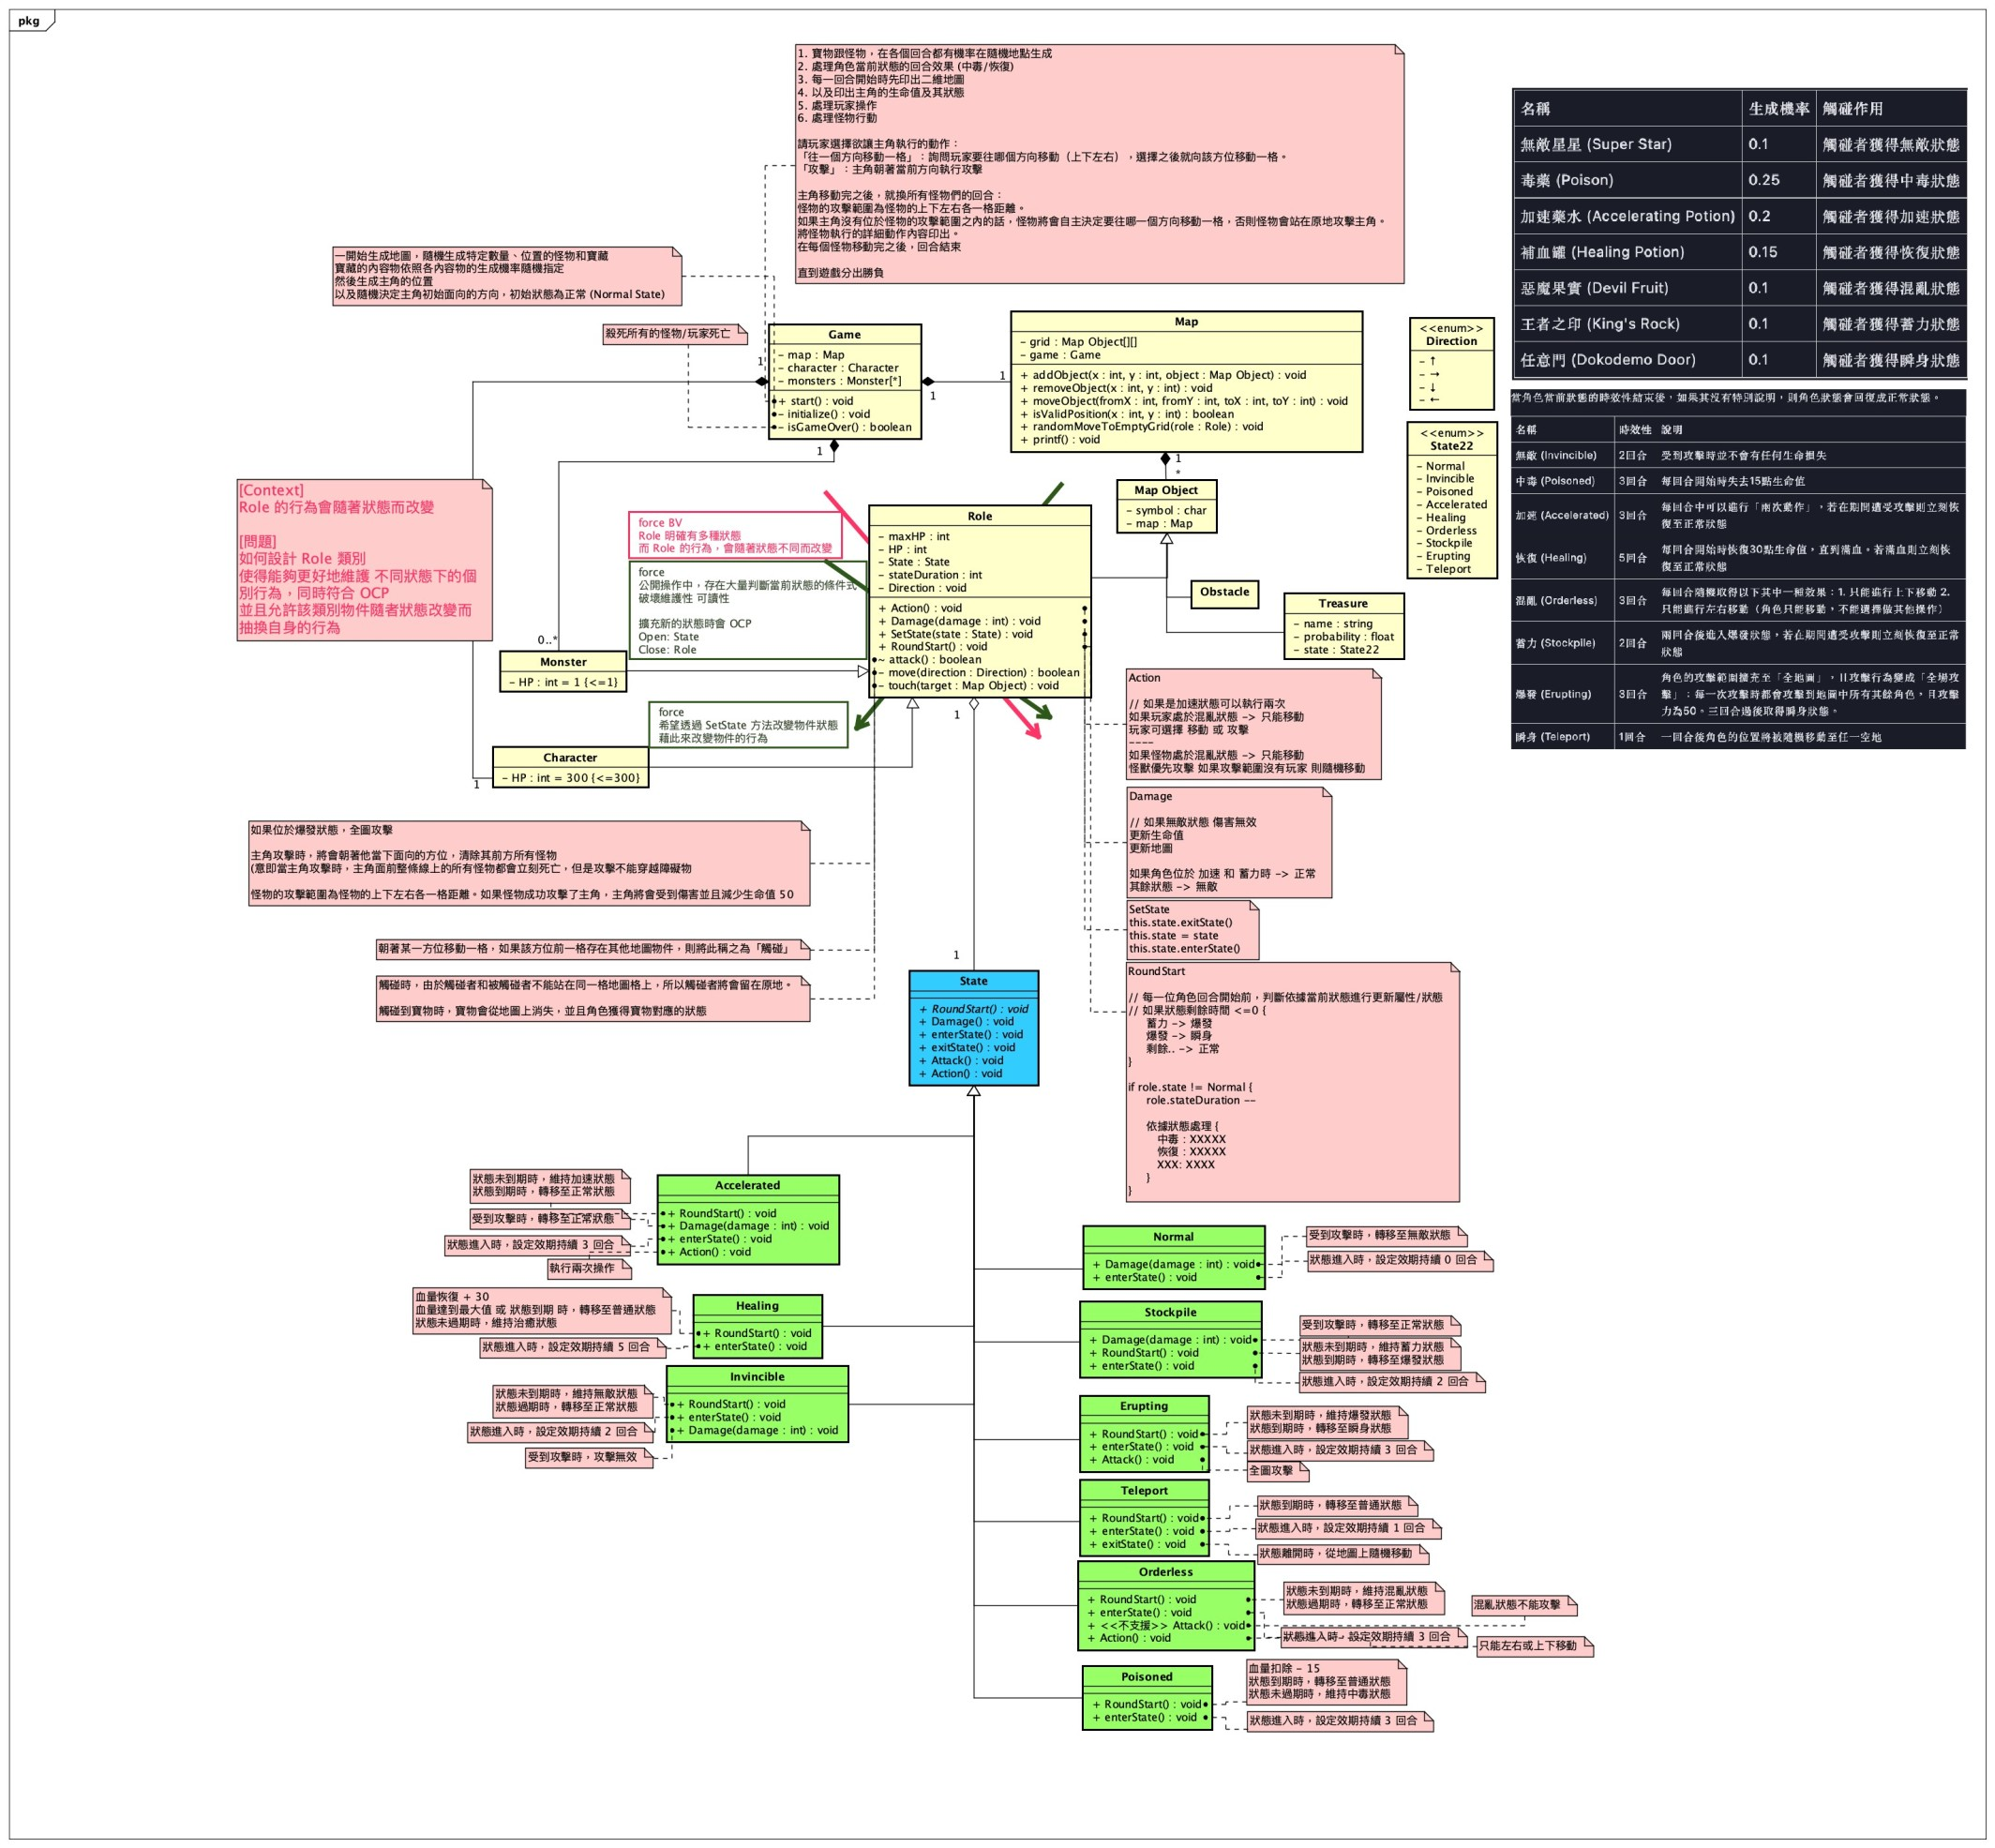 pkg
1. 寶物跟怪物，在各個回合都有機率在隨機地點生成
2. 處理角色當前狀態的回合效果 (中毒/恢復)
3. 每一回合開始時先印出二維地圖
4. 以及印出主角的生命值及其狀態
5. 處理玩家操作
6. 處理怪物行動
請玩家選擇欲讓主角執行的動作：
「往一個方向移動一格」：詢問玩家要往哪個方向移動（上下左右），選擇之後就向該方位移動一格。
「攻擊」：主角朝著當前方向執行攻擊
主角移動完之後，就換所有怪物們的回合：
怪物的攻擊範圍為怪物的上下左右各一格距離。
如果主角沒有位於怪物的攻擊範圍之內的話，怪物將會自主決定要往哪一個方向移動一格，否則怪物會站在原地攻擊主角。
將怪物執行的詳細動作內容印出。
在每個怪物移動完之後，回合結束
直到遊戲分出勝負
名稱 生成機率 觸碰作用
無敵星星 (Super Star) 0.1 觸碰者獲得無敵狀態
毒藥 (Poison) 0.25 觸碰者獲得中毒狀態
加速藥水 (Accelerating Potion) 0.2 觸碰者獲得加速狀態
補血罐 (Healing Potion) 0.15 觸碰者獲得恢復狀態
惡魔果實 (Devil Fruit) 0.1 觸碰者獲得混亂狀態
王者之印 (King's Rock) 0.1 觸碰者獲得蓄力狀態
任意門 (Dokodemo Door) 0.1 觸碰者獲得瞬身狀態
當角色當前狀態的時效性結束後，如果其沒有特別說明，則角色狀態會回復成正常狀態。
名稱 時效性 說明
無敵 (Invincible) 2回合 受到攻擊時並不會有任何生命損失
中毒 (Poisoned) 3回合 每回合開始時失去15點生命值
加速 (Accelerated) 3回合 每回合中可以進行「兩次動作」，若在期間遭受攻擊則立刻恢
復至正常狀態
恢復 (Healing) 5回合 每回合開始時恢復30點生命值，直到滿血。若滿血則立刻恢
復至正常狀態
混亂 (Orderless) 3回合 每回合隨機取得以下其中一種效果：1. 只能進行上下移動 2.
只能進行左右移動（角色只能移動，不能選擇做其他操作）
蓄力 (Stockpile) 2回合 兩回合後進入爆發狀態，若在期間遭受攻擊則立刻恢復至正常
狀態
爆發 (Erupting) 3回合 角色的攻擊範圍擴充至「全地圖」，且攻擊行為變成「全場攻
擊」：每一次攻擊時都會攻擊到地圖中所有其餘角色，且攻擊
力為50。三回合過後取得瞬身狀態。
瞬身 (Teleport) 1回合 一回合後角色的位置將被隨機移動至任一空地
一開始生成地圖，隨機生成特定數量、位置的怪物和寶藏
寶藏的內容物依照各內容物的生成機率隨機指定
然後生成主角的位置
以及隨機決定主角初始面向的方向，初始狀態為正常 (Normal State)
殺死所有的怪物/玩家死亡
Game
- map : Map
- character : Character
- monsters : Monster[*]
+ start() : void
- initialize() : void
- isGameOver() : boolean
1
1
1
1
Map
- grid : Map Object[][]
- game : Game
+ addObject(x : int, y : int, object : Map Object) : void
+ removeObject(x : int, y : int) : void
+ moveObject(fromX : int, fromY : int, toX : int, toY : int) : void
+ isValidPosition(x : int, y : int) : boolean
+ randomMoveToEmptyGrid(role : Role) : void
+ printf() : void
1
*
<<enum>>
Direction
- ↑
- →
- ↓
- ←
<<enum>>
State22
- Normal
- Invincible
- Poisoned
- Accelerated
- Healing
- Orderless
- Stockpile
- Erupting
- Teleport
Map Object
- symbol : char
- map : Map
Obstacle
Treasure
- name : string
- probability : float
- state : State22
[Context]
Role 的行為會隨著狀態而改變
[問題]
如何設計 Role 類別
使得能夠更好地維護 不同狀態下的個
別行為，同時符合 OCP
並且允許該類別物件隨者狀態改變而
抽換自身的行為
force BV
Role 明確有多種狀態
而 Role 的行為，會隨著狀態不同而改變
force
公開操作中，存在大量判斷當前狀態的條件式
破壞維護性 可讀性
擴充新的狀態時會 OCP
Open: State
Close: Role
force
希望透過 SetState 方法改變物件狀態
藉此來改變物件的行為
Role
- maxHP : int
- HP : int
- State : State
- stateDuration : int
- Direction : void
+ Action() : void
+ Damage(damage : int) : void
+ SetState(state : State) : void
+ RoundStart() : void
~ attack() : boolean
- move(direction : Direction) : boolean
- touch(target : Map Object) : void
0..*
Monster
- HP : int = 1 {<=1}
1
Character
- HP : int = 300 {<=300}
1
1
Action
// 如果是加速狀態可以執行兩次
如果玩家處於混亂狀態 -> 只能移動
玩家可選擇 移動 或 攻擊
----
如果怪物處於混亂狀態 -> 只能移動
怪獸優先攻擊 如果攻擊範圍沒有玩家 則隨機移動
Damage
// 如果無敵狀態 傷害無效
更新生命值
更新地圖
如果角色位於 加速 和 蓄力時 -> 正常
其餘狀態 -> 無敵
SetState
this.state.exitState()
this.state = state
this.state.enterState()
RoundStart
// 每一位角色回合開始前，判斷依據當前狀態進行更新屬性/狀態
// 如果狀態剩餘時間 <=0 {
蓄力 -> 爆發
爆發 -> 瞬身
剩餘.. -> 正常
}
if role.state != Normal {
role.stateDuration --
依據狀態處理 {
中毒 : XXXXX
恢復 : XXXXX
XXX: XXXX
}
}
如果位於爆發狀態，全圖攻擊
主角攻擊時，將會朝著他當下面向的方位，清除其前方所有怪物
(意即當主角攻擊時，主角面前整條線上的所有怪物都會立刻死亡，但是攻擊不能穿越障礙物
怪物的攻擊範圍為怪物的上下左右各一格距離。如果怪物成功攻擊了主角，主角將會受到傷害並且減少生命值 50
朝著某一方位移動一格，如果該方位前一格存在其他地圖物件，則將此稱之為「觸碰」
觸碰時，由於觸碰者和被觸碰者不能站在同一格地圖格上，所以觸碰者將會留在原地。
觸碰到寶物時，寶物會從地圖上消失，並且角色獲得寶物對應的狀態
State
+ RoundStart() : void
+ Damage() : void
+ enterState() : void
+ exitState() : void
+ Attack() : void
+ Action() : void
狀態未到期時，維持加速狀態
狀態到期時，轉移至正常狀態
受到攻擊時，轉移至正常狀態
狀態進入時，設定效期持續 3 回合
執行兩次操作
Accelerated
+ RoundStart() : void
+ Damage(damage : int) : void
+ enterState() : void
+ Action() : void
血量恢復 + 30
血量達到最大值 或 狀態到期 時，轉移至普通狀態
狀態未過期時，維持治癒狀態
狀態進入時，設定效期持續 5 回合
Healing
+ RoundStart() : void
+ enterState() : void
狀態未到期時，維持無敵狀態
狀態過期時，轉移至正常狀態
狀態進入時，設定效期持續 2 回合
受到攻擊時，攻擊無效
Invincible
+ RoundStart() : void
+ enterState() : void
+ Damage(damage : int) : void
Normal
+ Damage(damage : int) : void
+ enterState() : void
受到攻擊時，轉移至無敵狀態
狀態進入時，設定效期持續 0 回合
Stockpile
+ Damage(damage : int) : void
+ RoundStart() : void
+ enterState() : void
受到攻擊時，轉移至正常狀態
狀態未到期時，維持蓄力狀態
狀態到期時，轉移至爆發狀態
狀態進入時，設定效期持續 2 回合
Erupting
+ RoundStart() : void
+ enterState() : void
+ Attack() : void
狀態未到期時，維持爆發狀態
狀態到期時，轉移至瞬身狀態
狀態進入時，設定效期持續 3 回合
全圖攻擊
Teleport
+ RoundStart() : void
+ enterState() : void
+ exitState() : void
狀態到期時，轉移至普通狀態
狀態進入時，設定效期持續 1 回合
狀態離開時，從地圖上隨機移動
Orderless
+ RoundStart() : void
+ enterState() : void
+ <<不支援>> Attack() : void
+ Action() : void
狀態未到期時，維持混亂狀態
狀態過期時，轉移至正常狀態
混亂狀態不能攻擊
狀態進入時，設定效期持續 3 回合
只能左右或上下移動
Poisoned
+ RoundStart() : void
+ enterState() : void
血量扣除 - 15
狀態到期時，轉移至普通狀態
狀態未過期時，維持中毒狀態
狀態進入時，設定效期持續 3 回合